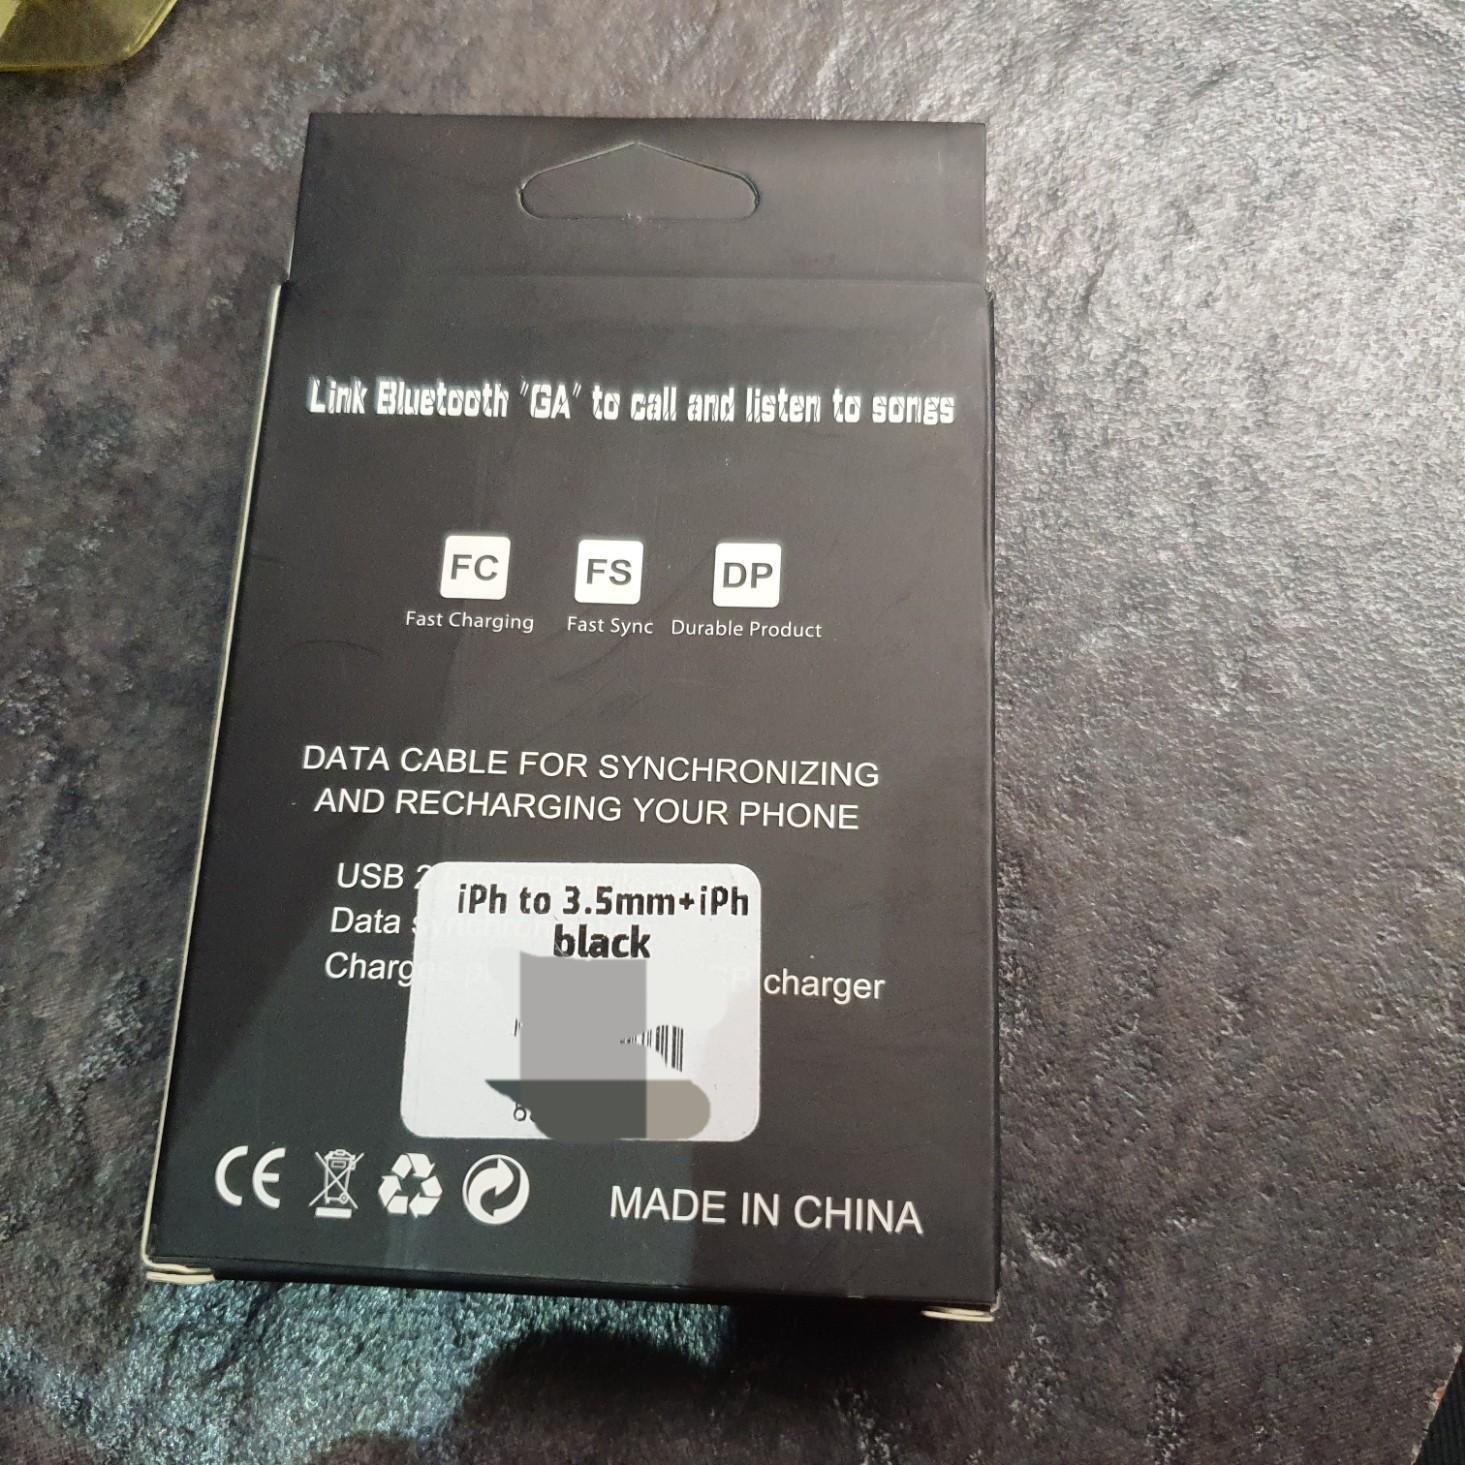 Link Bluetooth "GA" to call and listen to songs
FC FS DP
Fast Charging Fast Sync Durable Product
DATA CABLE FOR SYNCHRONIZING
AND RECHARGING YOUR PHONE
USB
Data
charger
iPh to 3.5mm+iPh
black
CE
MADE IN CHINA